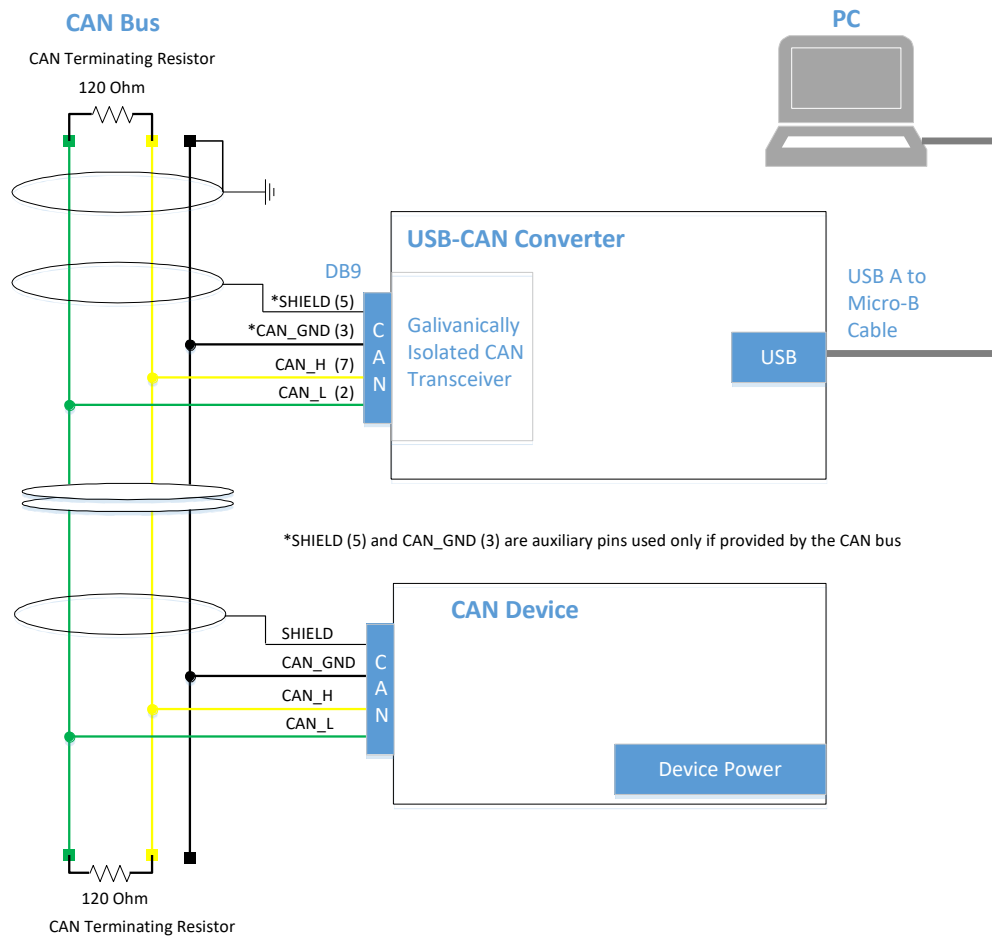 CAN Bus
PC
CAN Terminating Resistor
120 Ohm
USB-CAN Converter
DB9
*SHIELD (5)
*CAN_GND (3)
CAN_H (7)
CAN_L (2)
C
A
N
Galivanically
Isolated CAN
Transceiver
USB
USB A to
Micro-B
Cable
*SHIELD (5) and CAN_GND (3) are auxiliary pins used only if provided by the CAN bus
CAN Device
SHIELD
CAN_GND
CAN_H
CAN_L
C
A
N
Device Power
120 Ohm
CAN Terminating Resistor